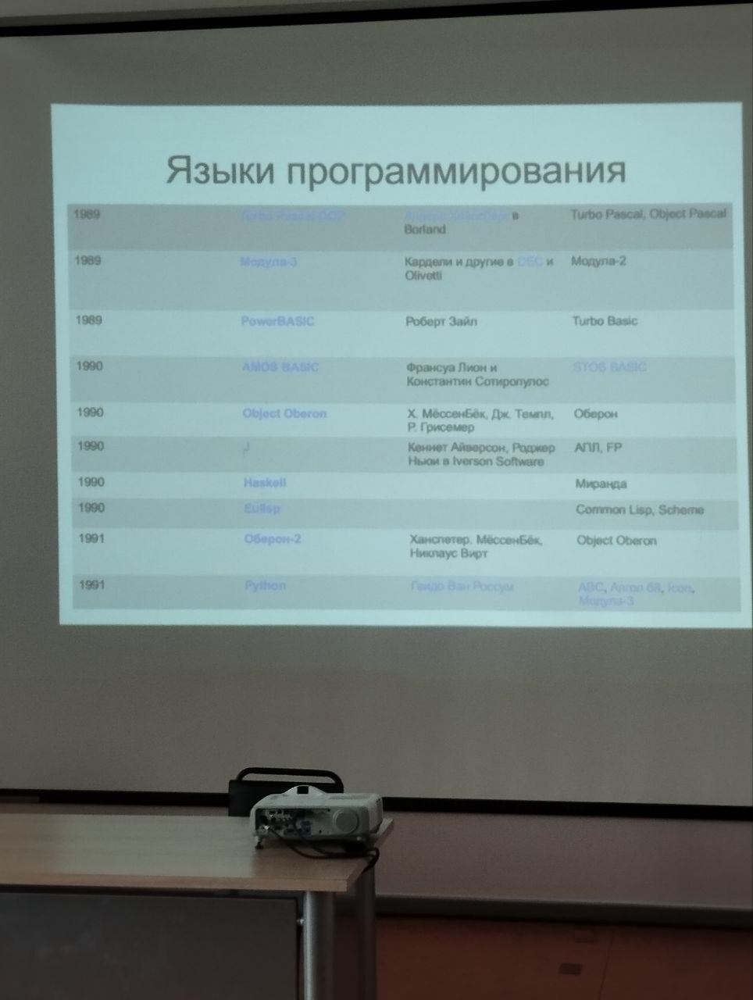 Языки программирования
1989 Turbo Pascal OOP Андерс Хейлсберг в Turbo Pascal, Object Pascal
Borland
1989 Модула-3 Кардели и другие в DEC и Модула-2
Olivetti
1989 PowerBASIC Роберт Зайл Turbo Basic
1990 AMOS BASIC Франсуа Лион и STOS BASIC
Константин Сотиропулос
1990 Object Oberon Х. МёссенБёк, Дж. Темпл, Оберон
Р. Грисемер
1990 J Кеннет Айверсон, Роджер АПЛ, FP
Ньюи в Iverson Software
1990 Haskell Миранда
1990 Eulisp Common Lisp, Scheme
1991 Оберон-2 Ханспетер. МёссенБёк, Object Oberon
Никлаус Вирт
1991 Python Гвидо Ван Россум ABC, Алгол 68, Icon,
Модула-3